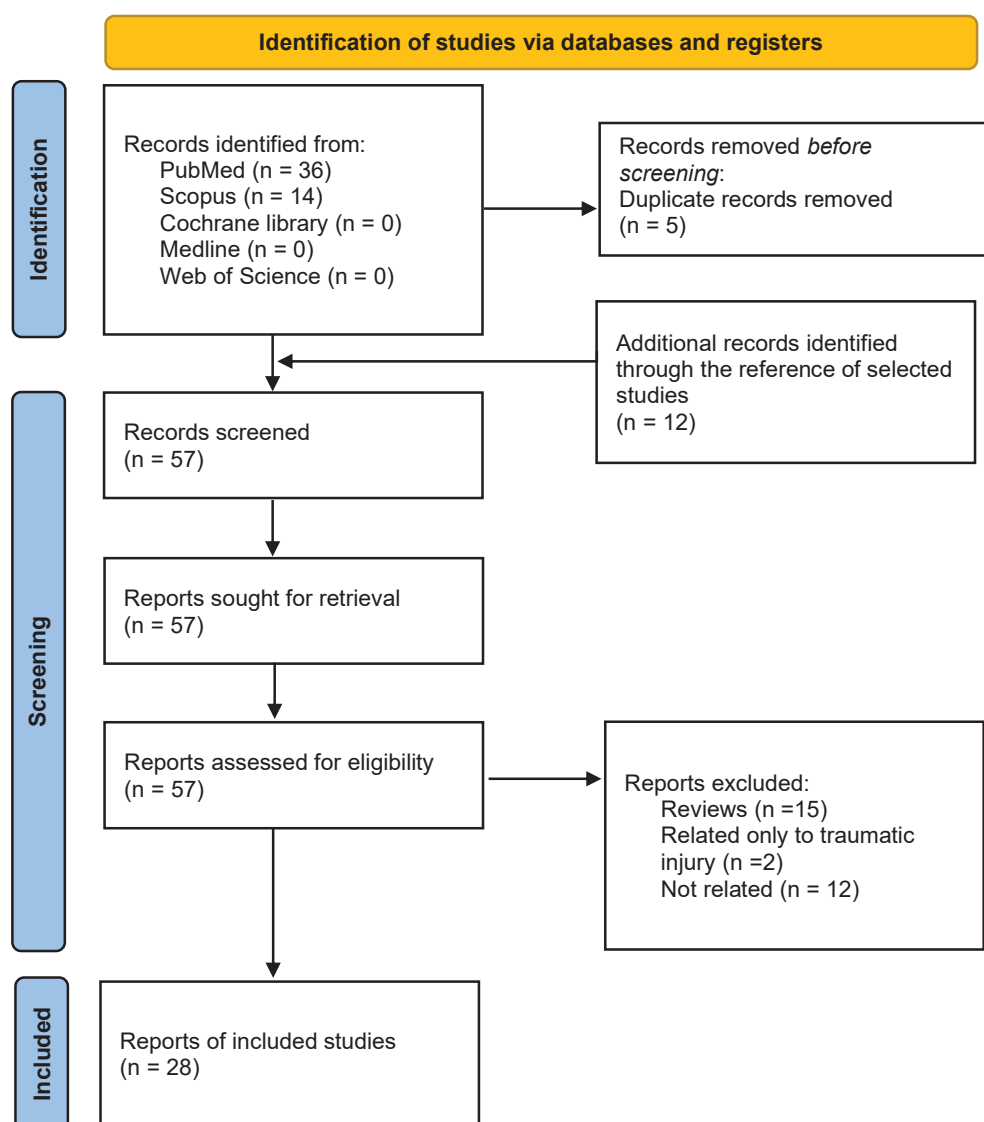 Identification of studies via databases and registers
Identification
Records identified from:
PubMed (n = 36)
Scopus (n = 14)
Cochrane library (n = 0)
Medline (n = 0)
Web of Science (n = 0)
Records removed before
screening:
Duplicate records removed
(n = 5)
Additional records identified
through the reference of selected
studies
(n = 12)
Screening
Records screened
(n = 57)
Reports sought for retrieval
(n = 57)
Reports assessed for eligibility
(n = 57)
Reports excluded:
Reviews (n =15)
Related only to traumatic
injury (n =2)
Not related (n = 12)
Included
Reports of included studies
(n = 28)